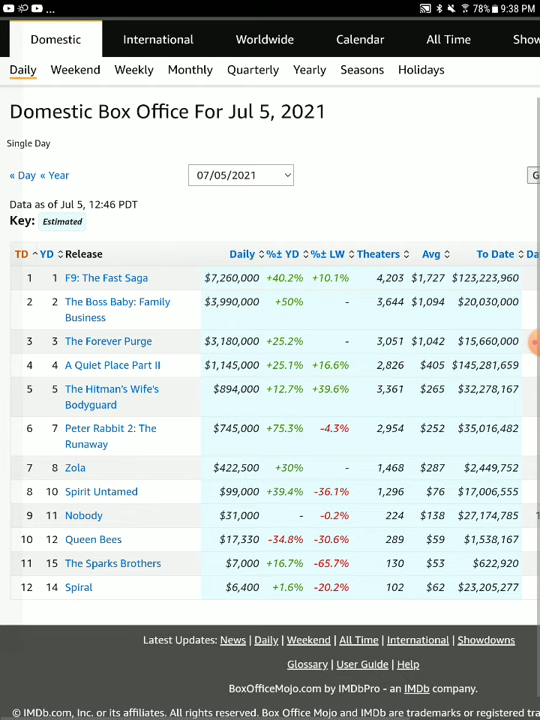 ... 78% 9:38 PM
Domestic International Worldwide Calendar All Time Show
Daily Weekend Weekly Monthly Quarterly Yearly Seasons Holidays
Domestic Box Office For Jul 5, 2021
Single Day
« Day « Year 07/05/2021 G
Data as of Jul 5, 12:46 PDT
Key: Estimated
TD YD Release Daily %± YD %± LW Theaters Avg To Date Da
1 1 F9: The Fast Saga $7,260,000 +40.2% +10.1% 4,203 $1,727 $123,223,960
2 2 The Boss Baby: Family $3,990,000 +50% - 3,644 $1,094 $20,030,000
Business
3 3 The Forever Purge $3,180,000 +25.2% - 3,051 $1,042 $15,660,000
4 4 A Quiet Place Part II $1,145,000 +25.1% +16.6% 2,826 $405 $145,281,659
5 5 The Hitman's Wife's $894,000 +12.7% +39.6% 3,361 $265 $32,278,167
Bodyguard
6 7 Peter Rabbit 2: The $745,000 +75.3% -4.3% 2,954 $252 $35,016,482
Runaway
7 8 Zola $422,500 +30% - 1,468 $287 $2,449,752
8 10 Spirit Untamed $99,000 +39.4% -36.1% 1,296 $76 $17,006,555
9 11 Nobody $31,000 - -0.2% 224 $138 $27,174,785 1
10 12 Queen Bees $17,330 -34.8% -30.6% 289 $59 $1,538,167
11 15 The Sparks Brothers $7,000 +16.7% -65.7% 130 $53 $622,920
12 14 Spiral $6,400 +1.6% -20.2% 102 $62 $23,205,277
Latest Updates: News | Daily | Weekend | All Time | International | Showdowns
Glossary | User Guide | Help
BoxOfficeMojo.com by IMDbPro - an IMDb company.
© IMDb.com, Inc. or its affiliates. All rights reserved. Box Office Mojo and IMDb are trademarks or registered tra